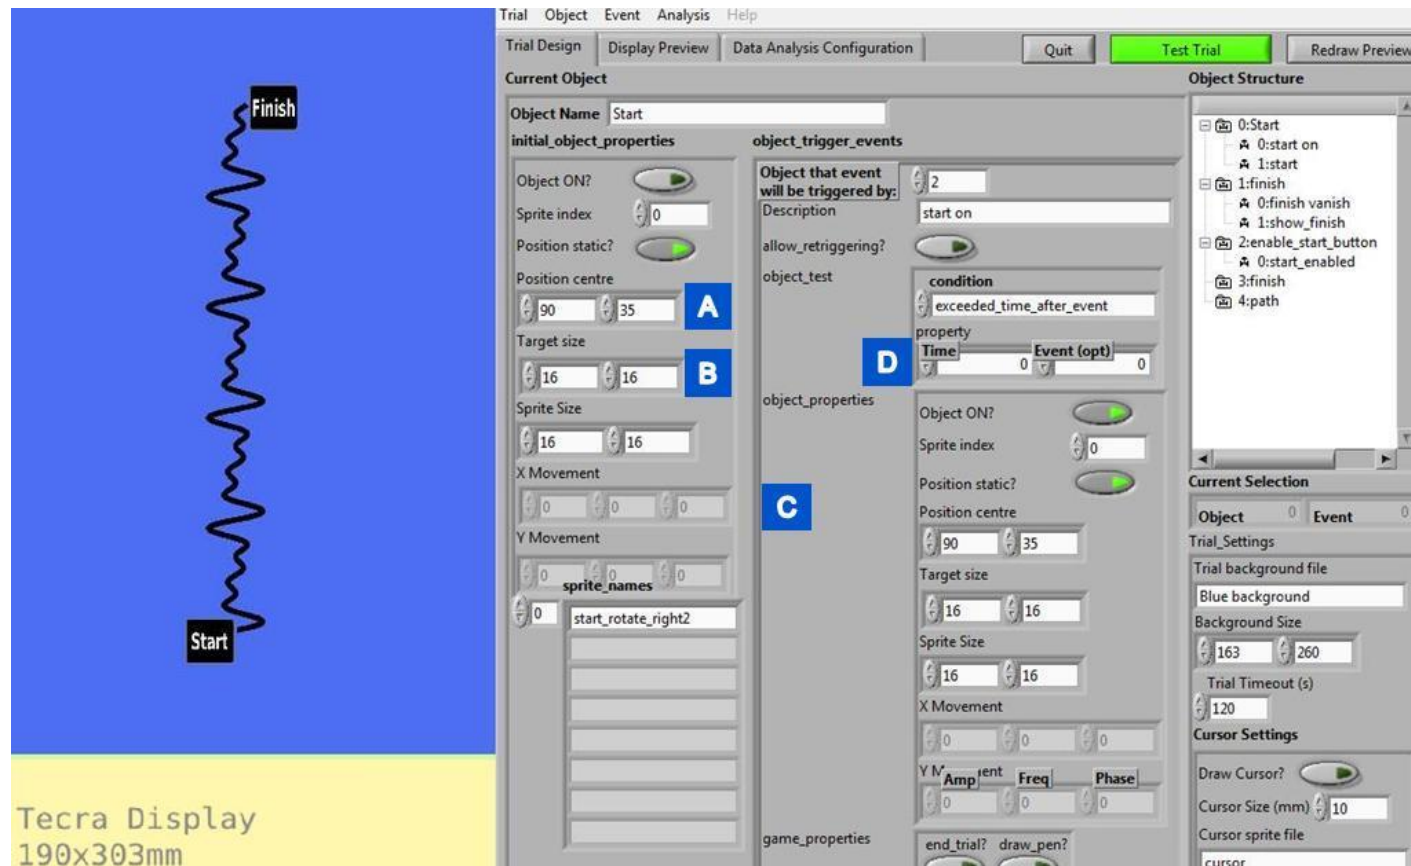 Finish
Start
Tecra Display
190x303mm
Trial Object Event Analysis Help
Trial Design Display Preview Data Analysis Configuration Quit Test Trial Redraw Preview
Current Object
Object Name Start
initial_object_properties
Object ON?
Sprite index 0
Position static?
Position centre
90 35 A
Target size
16 16 B
Sprite Size
16 16
X Movement
0 0 0
Y Movement
0 0 0
sprite_names
0 start_rotate_right2
object_trigger_events
Object that event
will be triggered by: 2
Description start on
allow_retriggering?
object_test
condition
exceeded_time_after_event
property
D Time 0 Event (opt) 0
object_properties
C
Object ON?
Sprite index 0
Position static?
Position centre
90 35
Target size
16 16
Sprite Size
16 16
X Movement
0 0 0
Y M ent
Amp Freq Phase
0 0 0
game_properties
end_trial? draw_pen?
Object Structure
0:Start
0:start on
1:start
1:finish
0:finish vanish
1:show_finish
2:enable_start_button
0:start_enabled
3:finish
4:path
Current Selection
Object 0 Event 0
Trial_Settings
Trial background file
Blue background
Background Size
163 260
Trial Timeout (s)
120
Cursor Settings
Draw Cursor?
Cursor Size (mm) 10
Cursor sprite file
cursor